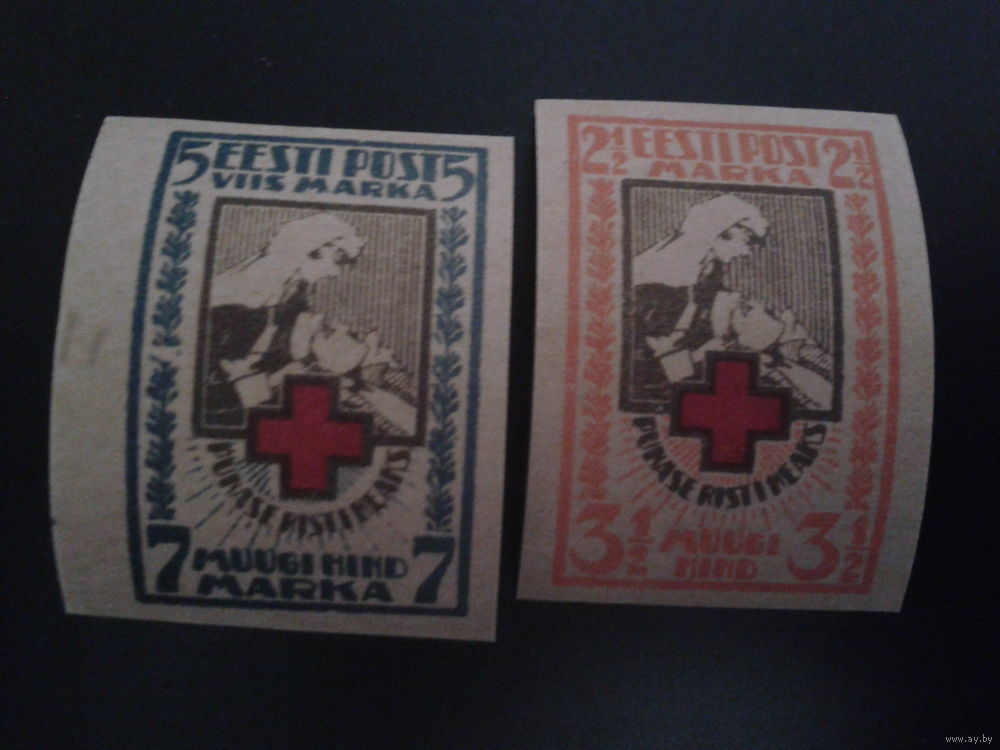 5 EESTI POST 5
VIIS MARKA
PUNASE RISTI HEAKS
7 MÜÜGI HIND 7
MARKA
2½ EESTI POST 2½
MARKA
PUNASE RISTI HEAKS
3½ MÜÜGI 3½
HIND
www.ay.by